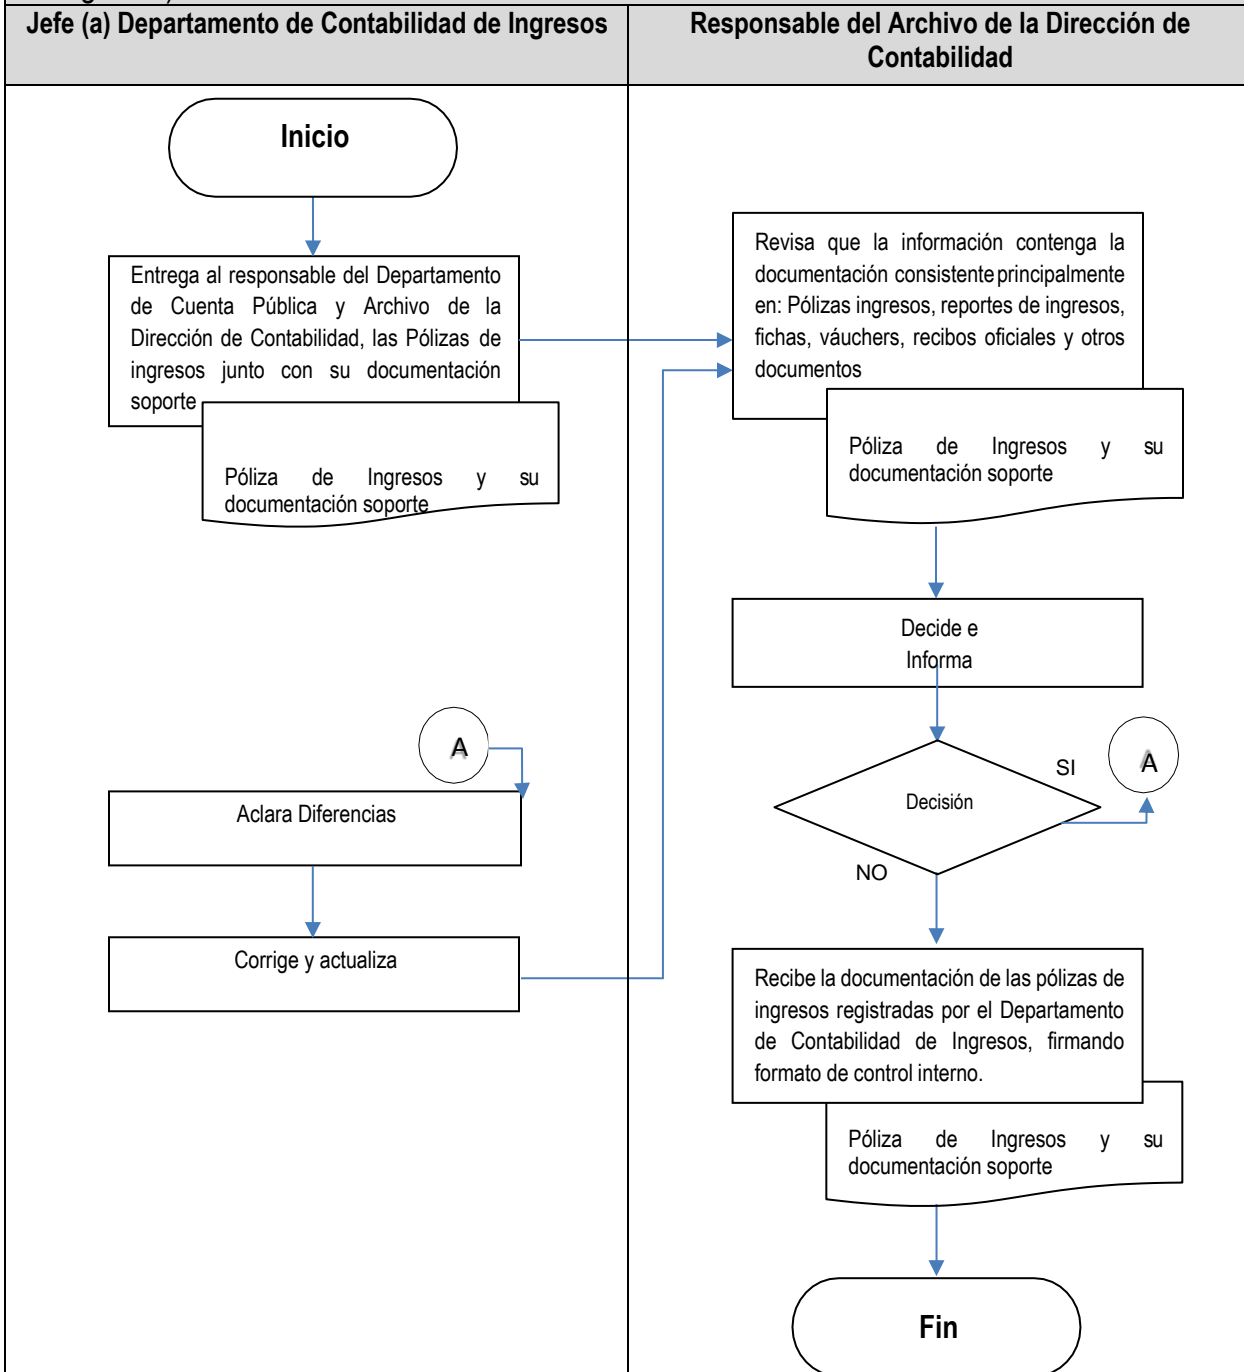 Jefe (a) Departamento de Contabilidad de Ingresos
Responsable del Archivo de la Dirección de
Contabilidad
Inicio
Entrega al responsable del Departamento
de Cuenta Pública y Archivo de la
Dirección de Contabilidad, las Pólizas de
ingresos junto con su documentación
soporte
Póliza de Ingresos y su
documentación soporte
Revisa que la información contenga la
documentación consistente principalmente
en: Pólizas ingresos, reportes de ingresos,
fichas, váuchers, recibos oficiales y otros
documentos
Póliza de Ingresos y su
documentación soporte
Decide e
Informa
Decisión
SI
A
NO
A
Aclara Diferencias
Corrige y actualiza
Recibe la documentación de las pólizas de
ingresos registradas por el Departamento
de Contabilidad de Ingresos, firmando
formato de control interno.
Póliza de Ingresos y su
documentación soporte
Fin